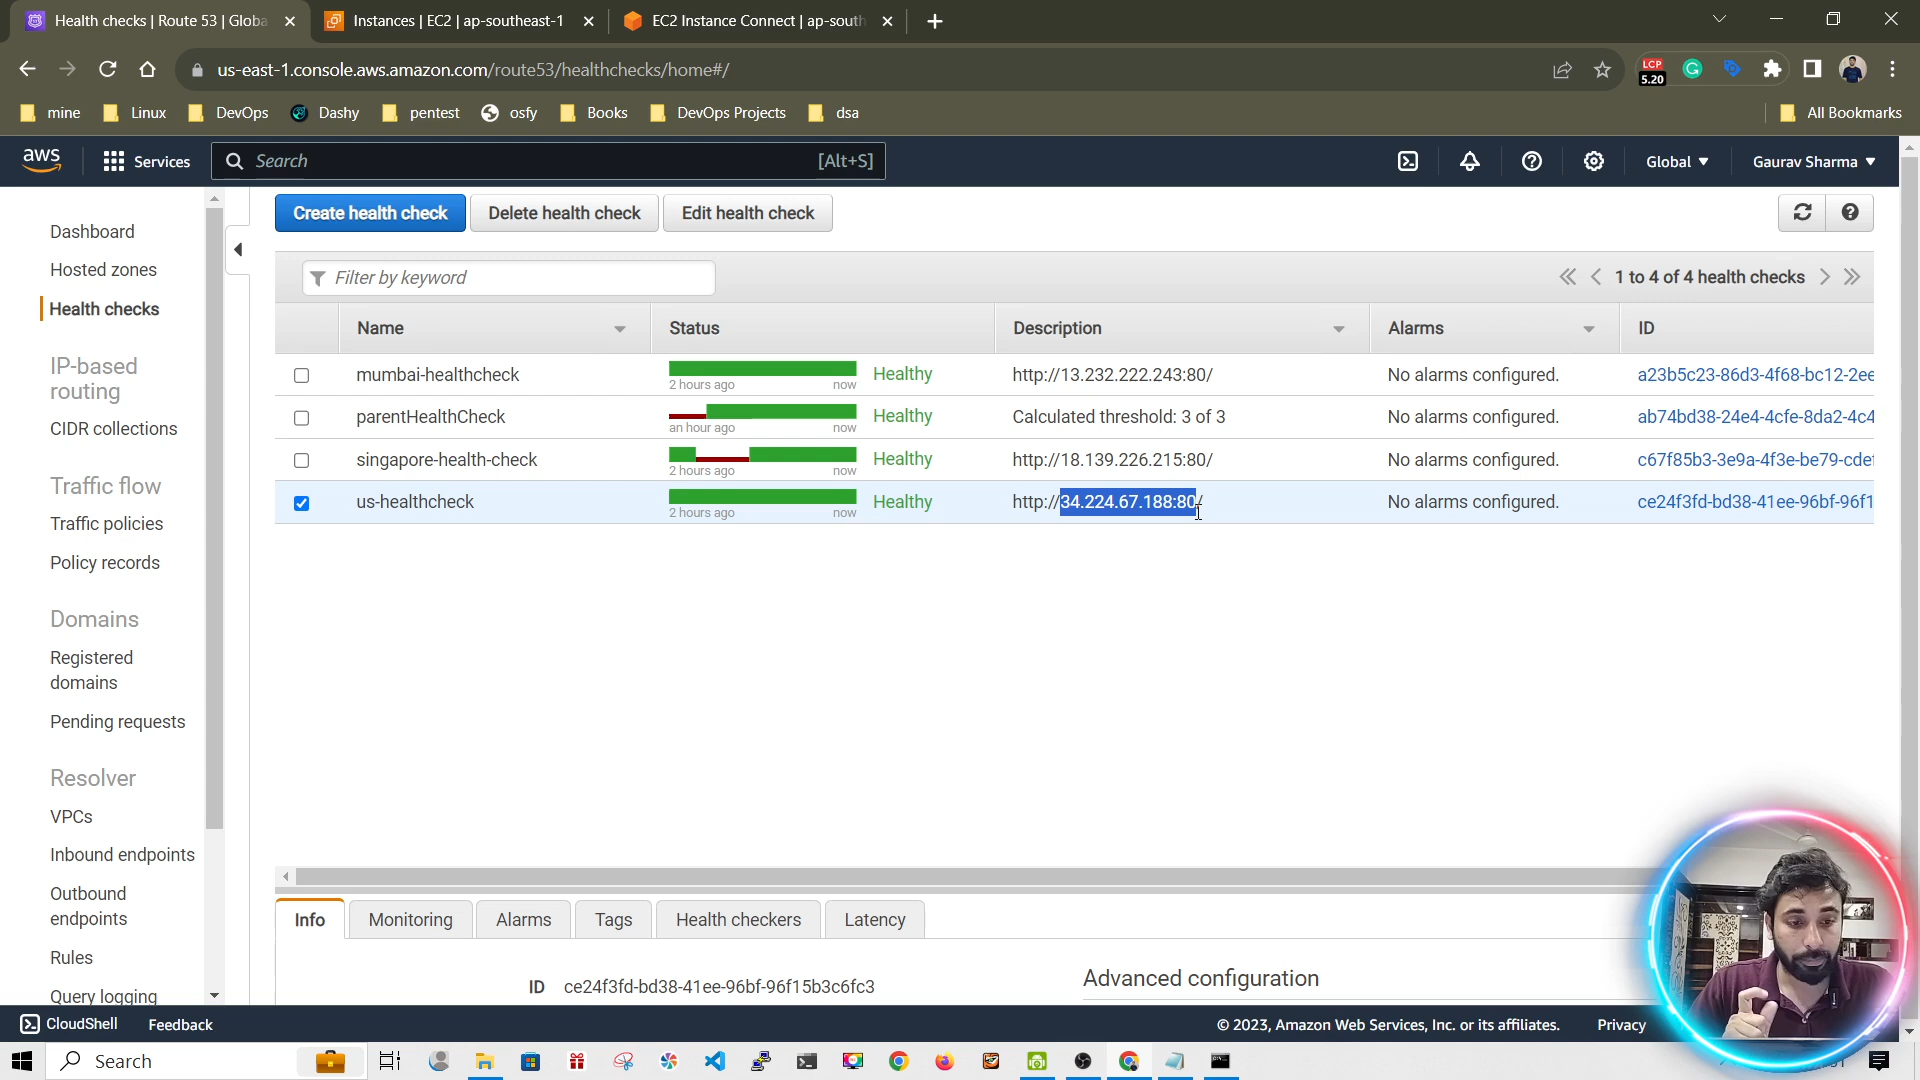 Health checks | Route 53 | Globa
Instances | EC2 | ap-southeast-1
EC2 Instance Connect | ap-south
us-east-1.console.aws.amazon.com/route53/healthchecks/home#/
LCP
5.20
mine
Linux
DevOps
Dashy
pentest
osfy
Books
DevOps Projects
dsa
All Bookmarks
aws
Services
Search
[Alt+S]
Global
Gaurav Sharma
Dashboard
Hosted zones
Health checks
IP-based
routing
CIDR collections
Traffic flow
Traffic policies
Policy records
Domains
Registered
domains
Pending requests
Resolver
VPCs
Inbound endpoints
Outbound
endpoints
Rules
Query logging
Create health check
Delete health check
Edit health check
Filter by keyword
1 to 4 of 4 health checks
Name Status Description Alarms ID
mumbai-healthcheck 2 hours ago now Healthy http://13.232.222.243:80/ No alarms configured. a23b5c23-86d3-4f68-bc12-2ee
parentHealthCheck an hour ago now Healthy Calculated threshold: 3 of 3 No alarms configured. ab74bd38-24e4-4cfe-8da2-4c4
singapore-health-check 2 hours ago now Healthy http://18.139.226.215:80/ No alarms configured. c67f85b3-3e9a-4f3e-be79-cdef
us-healthcheck 2 hours ago now Healthy http://34.224.67.188:80/ No alarms configured. ce24f3fd-bd38-41ee-96bf-96f1
Info
Monitoring
Alarms
Tags
Health checkers
Latency
ID ce24f3fd-bd38-41ee-96bf-96f15b3c6fc3
Advanced configuration
CloudShell
Feedback
© 2023, Amazon Web Services, Inc. or its affiliates.
Privacy
Search